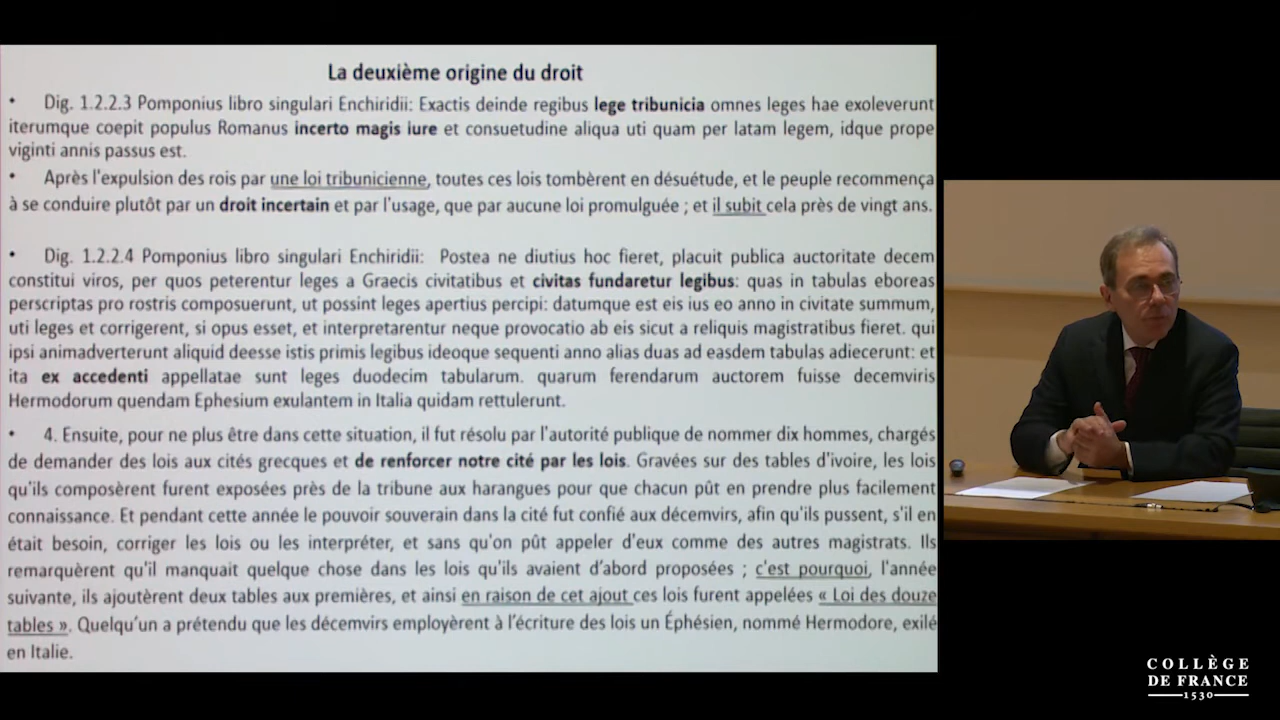 La deuxième origine du droit
• Dig. 1.2.2.3 Pomponius libro singulari Enchiridii: Exactis deinde regibus lege tribunicia omnes leges hae exoleverunt
iterumque coepit populus Romanus incerto magis iure et consuetudine aliqua uti quam per latam legem, idque prope
viginti annis passus est.
• Après l'expulsion des rois par une loi tribunicienne, toutes ces lois tombèrent en désuétude, et le peuple recommença
à se conduire plutôt par un droit incertain et par l'usage, que par aucune loi promulguée ; et il subit cela près de vingt ans.
• Dig. 1.2.2.4 Pomponius libro singulari Enchiridii: Postea ne diutius hoc fieret, placuit publica auctoritate decem
constitui viros, per quos peterentur leges a Graecis civitatibus et civitas fundaretur legibus: quas in tabulas eboreas
perscriptas pro rostris composuerunt, ut possint leges apertius percipi: datumque est eis ius eo anno in civitate summum,
uti leges et corrigerent, si opus esset, et interpretarentur neque provocatio ab eis sicut a reliquis magistratibus fieret. qui
ipsi animadverterunt aliquid deesse istis primis legibus ideoque sequenti anno alias duas ad easdem tabulas adiecerunt: et
ita ex accedenti appellatae sunt leges duodecim tabularum. quarum ferendarum auctorem fuisse decemviris
Hermodorum quendam Ephesium exulantem in Italia quidam rettulerunt.
• 4. Ensuite, pour ne plus être dans cette situation, il fut résolu par l'autorité publique de nommer dix hommes, chargés
de demander des lois aux cités grecques et de renforcer notre cité par les lois. Gravées sur des tables d'ivoire, les lois
qu'ils composèrent furent exposées près de la tribune aux harangues pour que chacun pût en prendre plus facilement
connaissance. Et pendant cette année le pouvoir souverain dans la cité fut confié aux décemvirs, afin qu'ils pussent, s'il en
était besoin, corriger les lois ou les interpréter, et sans qu'on pût appeler d'eux comme des autres magistrats. Ils
remarquèrent qu'il manquait quelque chose dans les lois qu'ils avaient d'abord proposées ; c'est pourquoi, l'année
suivante, ils ajoutèrent deux tables aux premières, et ainsi en raison de cet ajout ces lois furent appelées « Loi des douze
tables ». Quelqu'un a prétendu que les décemvirs employèrent à l'écriture des lois un Éphésien, nommé Hermodore, exilé
en Italie.
COLLÈGE
DE FRANCE
1530